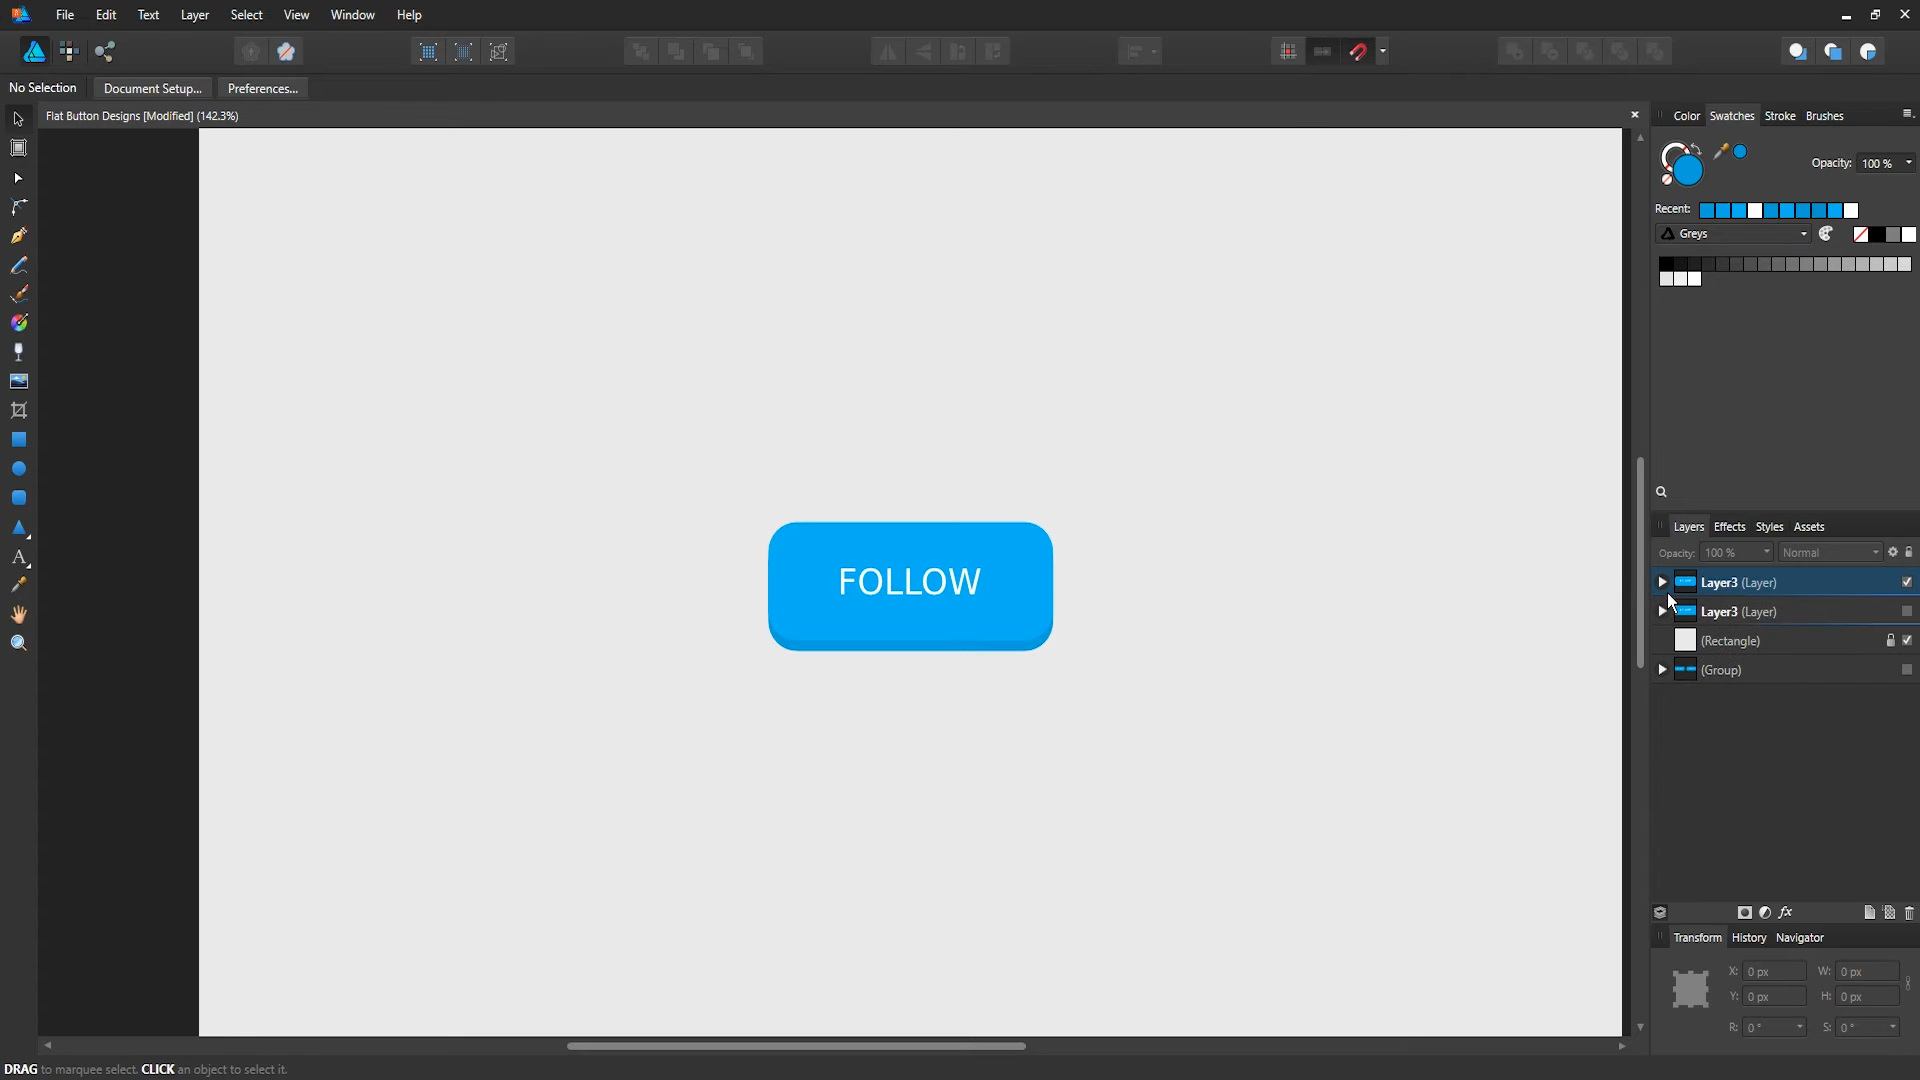 File Edit Text Layer Select View Window Help
No Selection Document Setup... Preferences...
Flat Button Designs [Modified] (142.3%)
Color Swatches Stroke Brushes
Opacity: 100 %
Recent:
Greys
FOLLOW
Layers Effects Styles Assets
Opacity: 100 % Normal
Layer3 (Layer)
Layer3 (Layer)
(Rectangle)
(Group)
Transform History Navigator
X: 0 px W: 0 px
Y: 0 px H: 0 px
R: 0 ° S: 0 °
DRAG to marquee select. CLICK an object to select it.